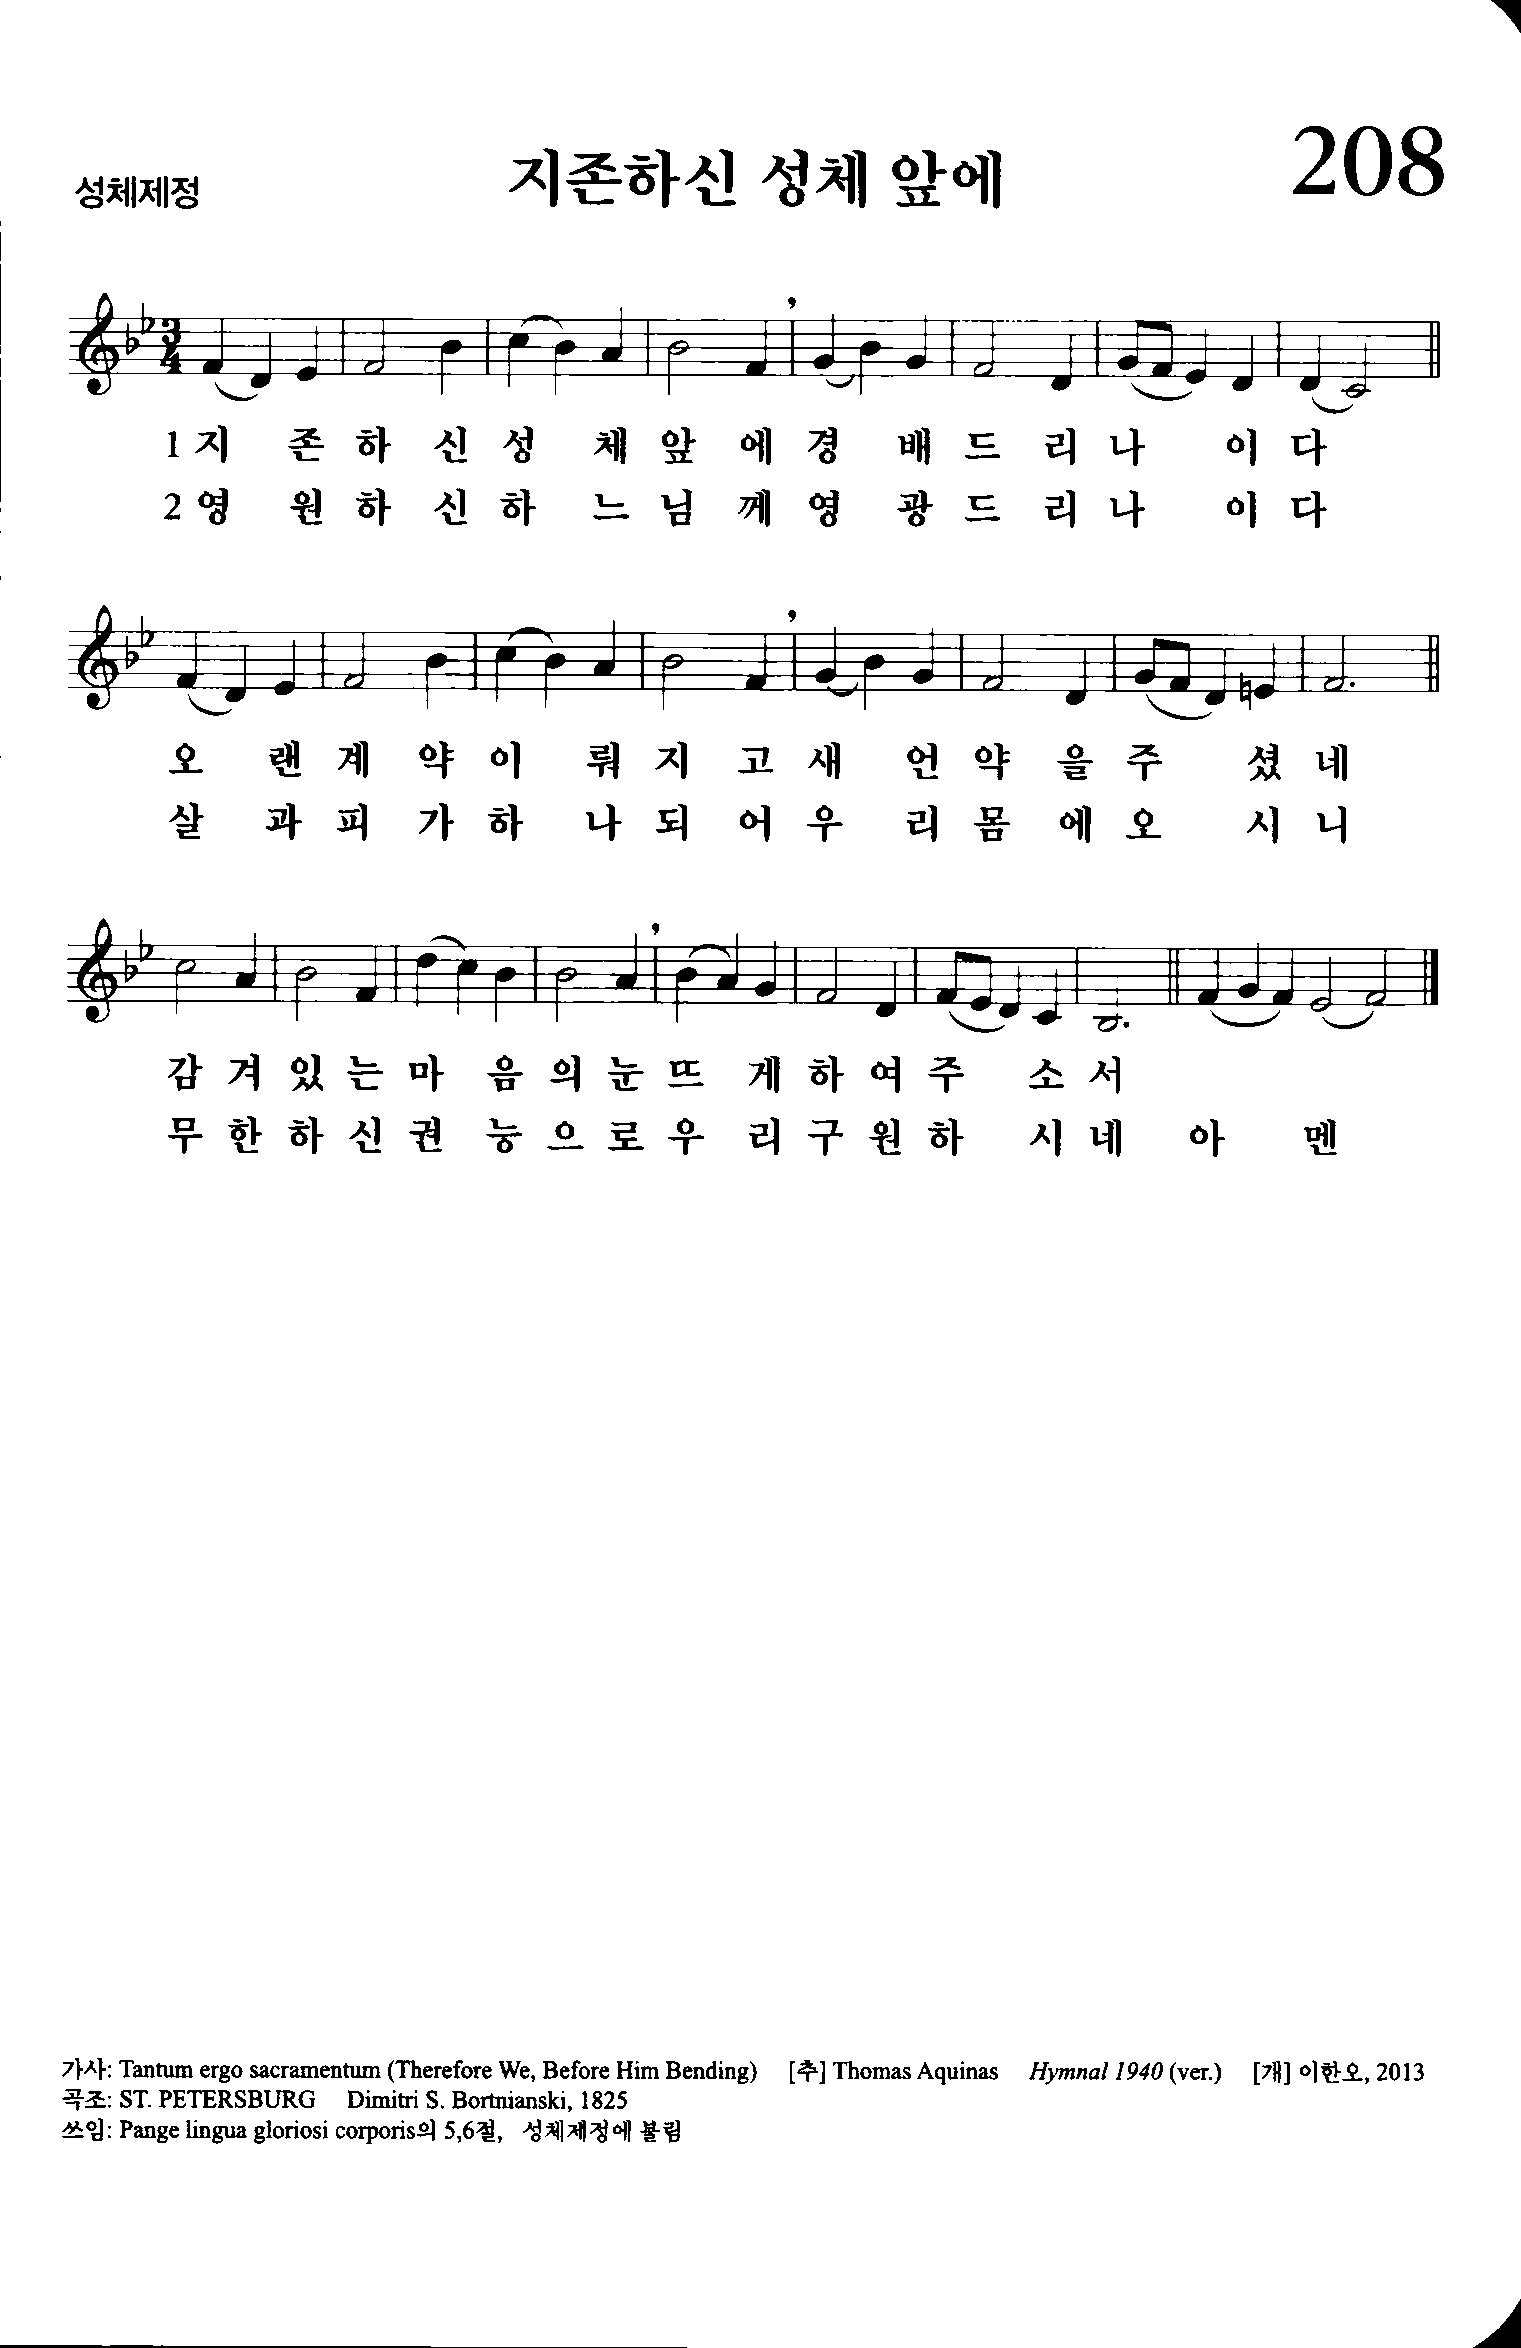 성체제정 지존하신 성체 앞에 208
1 지 존 하 신 성 체 앞 에 경 배 드 리 나 이 다
2 영 원 하 신 하 느 님 께 영 광 드 리 나 이 다
오 랜 계 약 이 뤄 지 고 새 언 약 을 주 셨 네
살 과 피 가 하 나 되 어 우 리 몸 에 오 시 니
감 겨 있 는 마 음 의 눈 뜨 게 하 여 주 소 서
무 한 하 신 권 능 으 로 우 리 구 원 하 시 네 아 멘
가사: Tantum ergo sacramentum (Therefore We, Before Him Bending) [추] Thomas Aquinas Hymnal 1940 (ver.) [개] 이한오, 2013
곡조: ST. PETERSBURG Dimitri S. Bortnianski, 1825
쓰임: Pange lingua gloriosi corporis의 5,6절, 성체제정에 불림